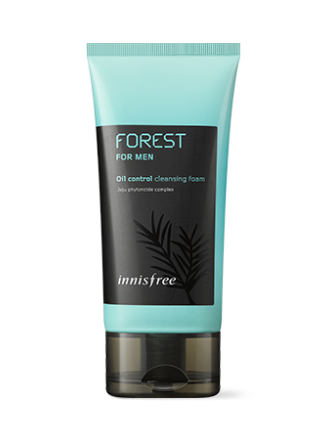 FOREST
FOR MEN
Oil control cleansing foam
Jeju phytoncide complex
innisfree